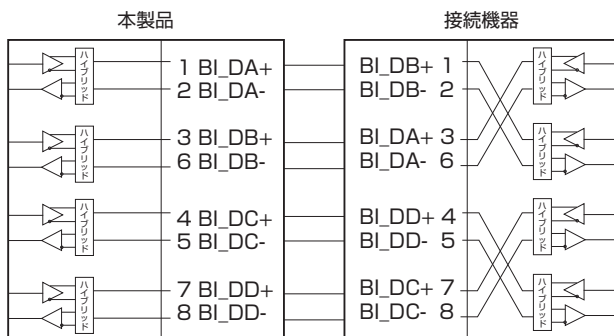 本製品 接続機器
ハイブリッド 1 BI_DA+ BI_DB+ 1 ハイブリッド
2 BI_DA- BI_DB- 2
ハイブリッド 3 BI_DB+ BI_DA+ 3 ハイブリッド
6 BI_DB- BI_DA- 6
ハイブリッド 4 BI_DC+ BI_DD+ 4 ハイブリッド
5 BI_DC- BI_DD- 5
ハイブリッド 7 BI_DD+ BI_DC+ 7 ハイブリッド
8 BI_DD- BI_DC- 8